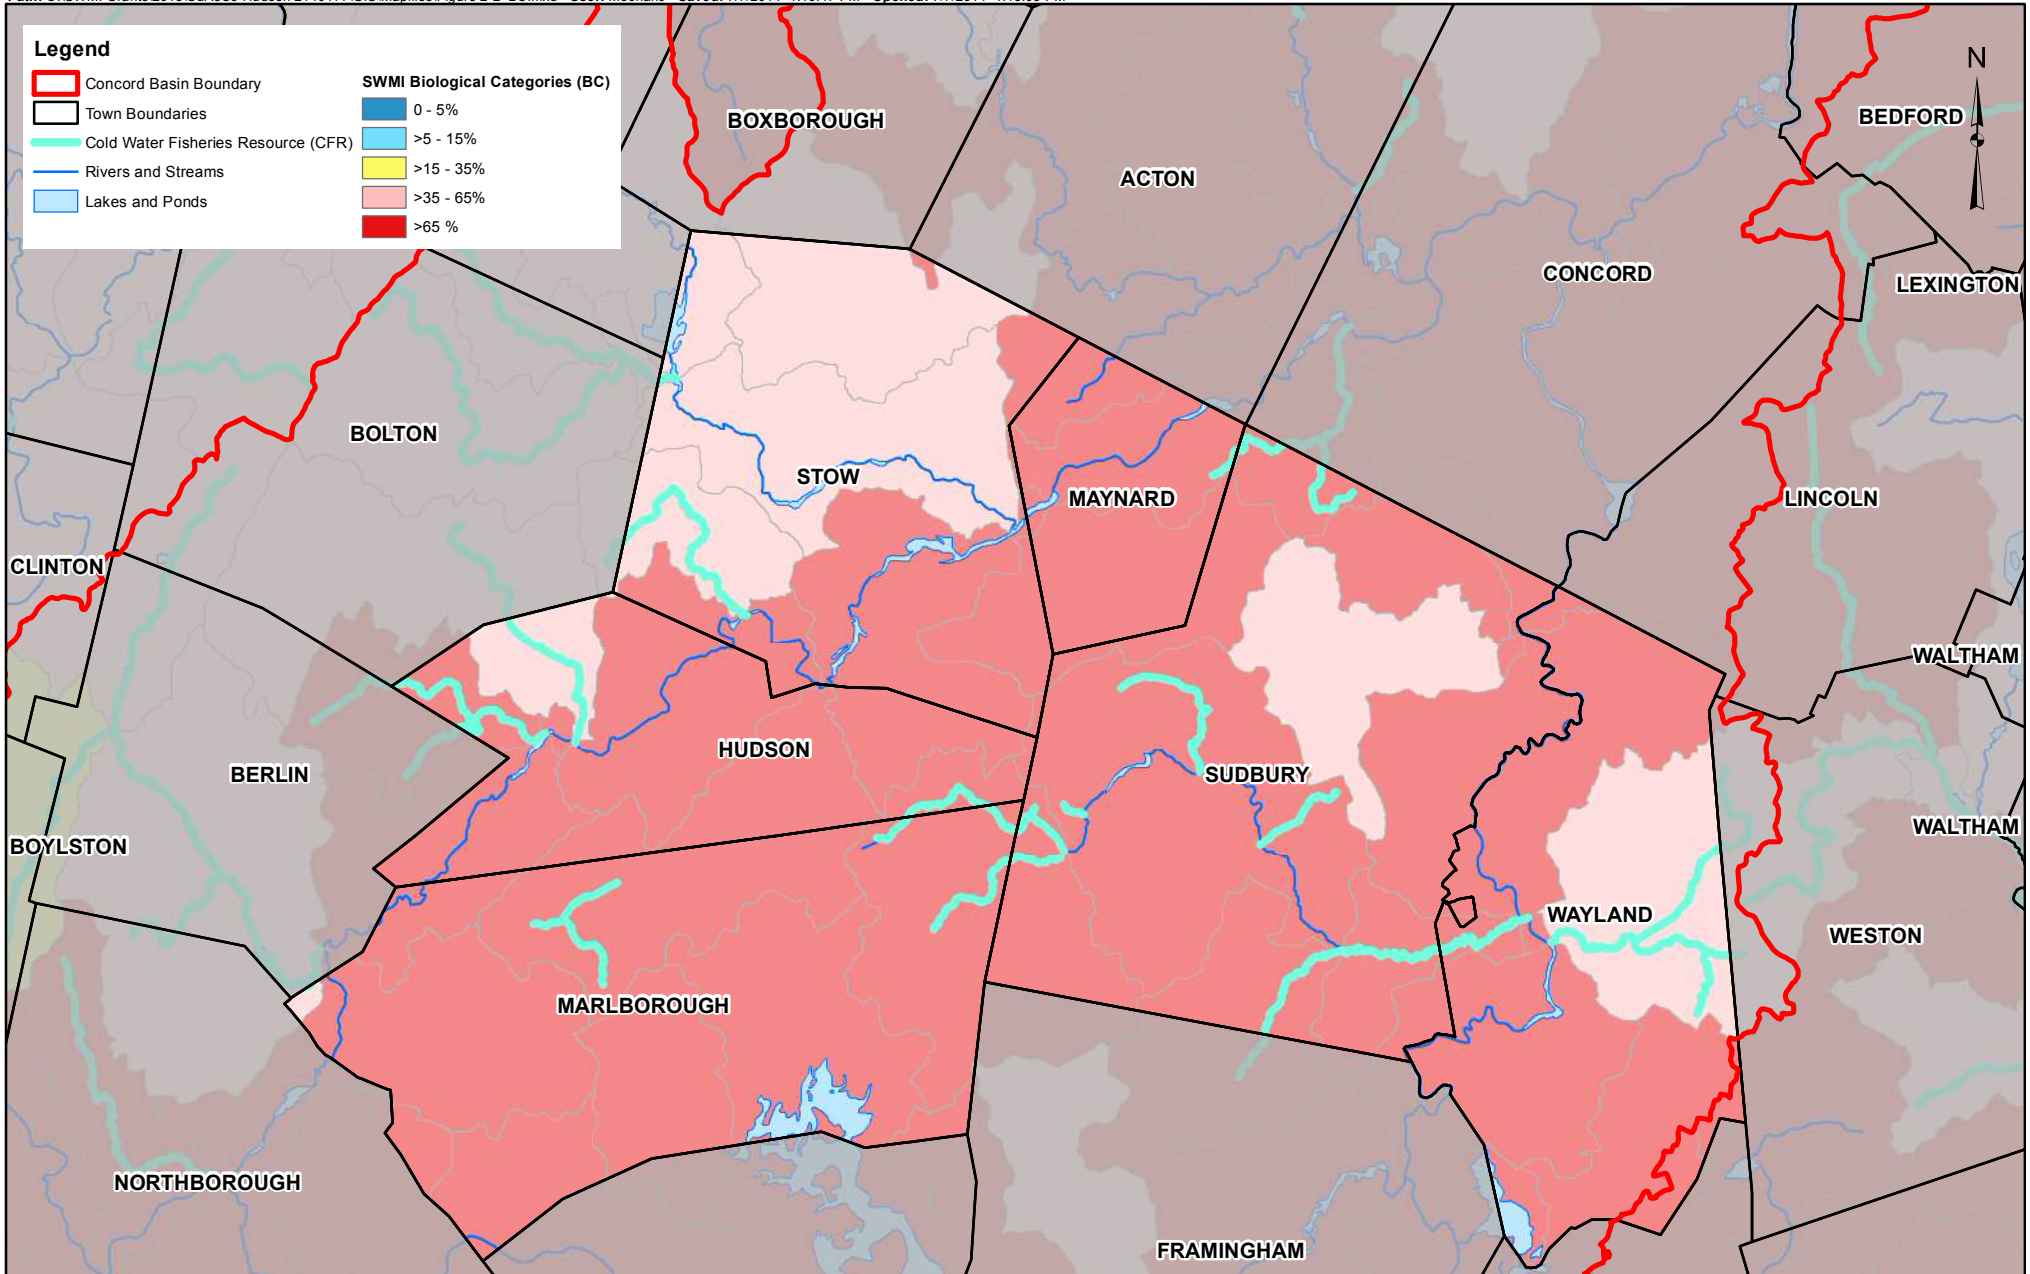 Legend
Concord Basin Boundary
Town Boundaries
Cold Water Fisheries Resource (CFR)
Rivers and Streams
Lakes and Ponds
SWMI Biological Categories (BC)
0 - 5%
>5 - 15%
>15 - 35%
>35 - 65%
>65 %
N
BOXBOROUGH
BEDFORD
ACTON
CONCORD
LEXINGTON
BOLTON
STOW
MAYNARD
LINCOLN
CLINTON
WALTHAM
HUDSON
BERLIN
SUDBURY
WALTHAM
BOYLSTON
WAYLAND
WESTON
MARLBOROUGH
NORTHBOROUGH
FRAMINGHAM